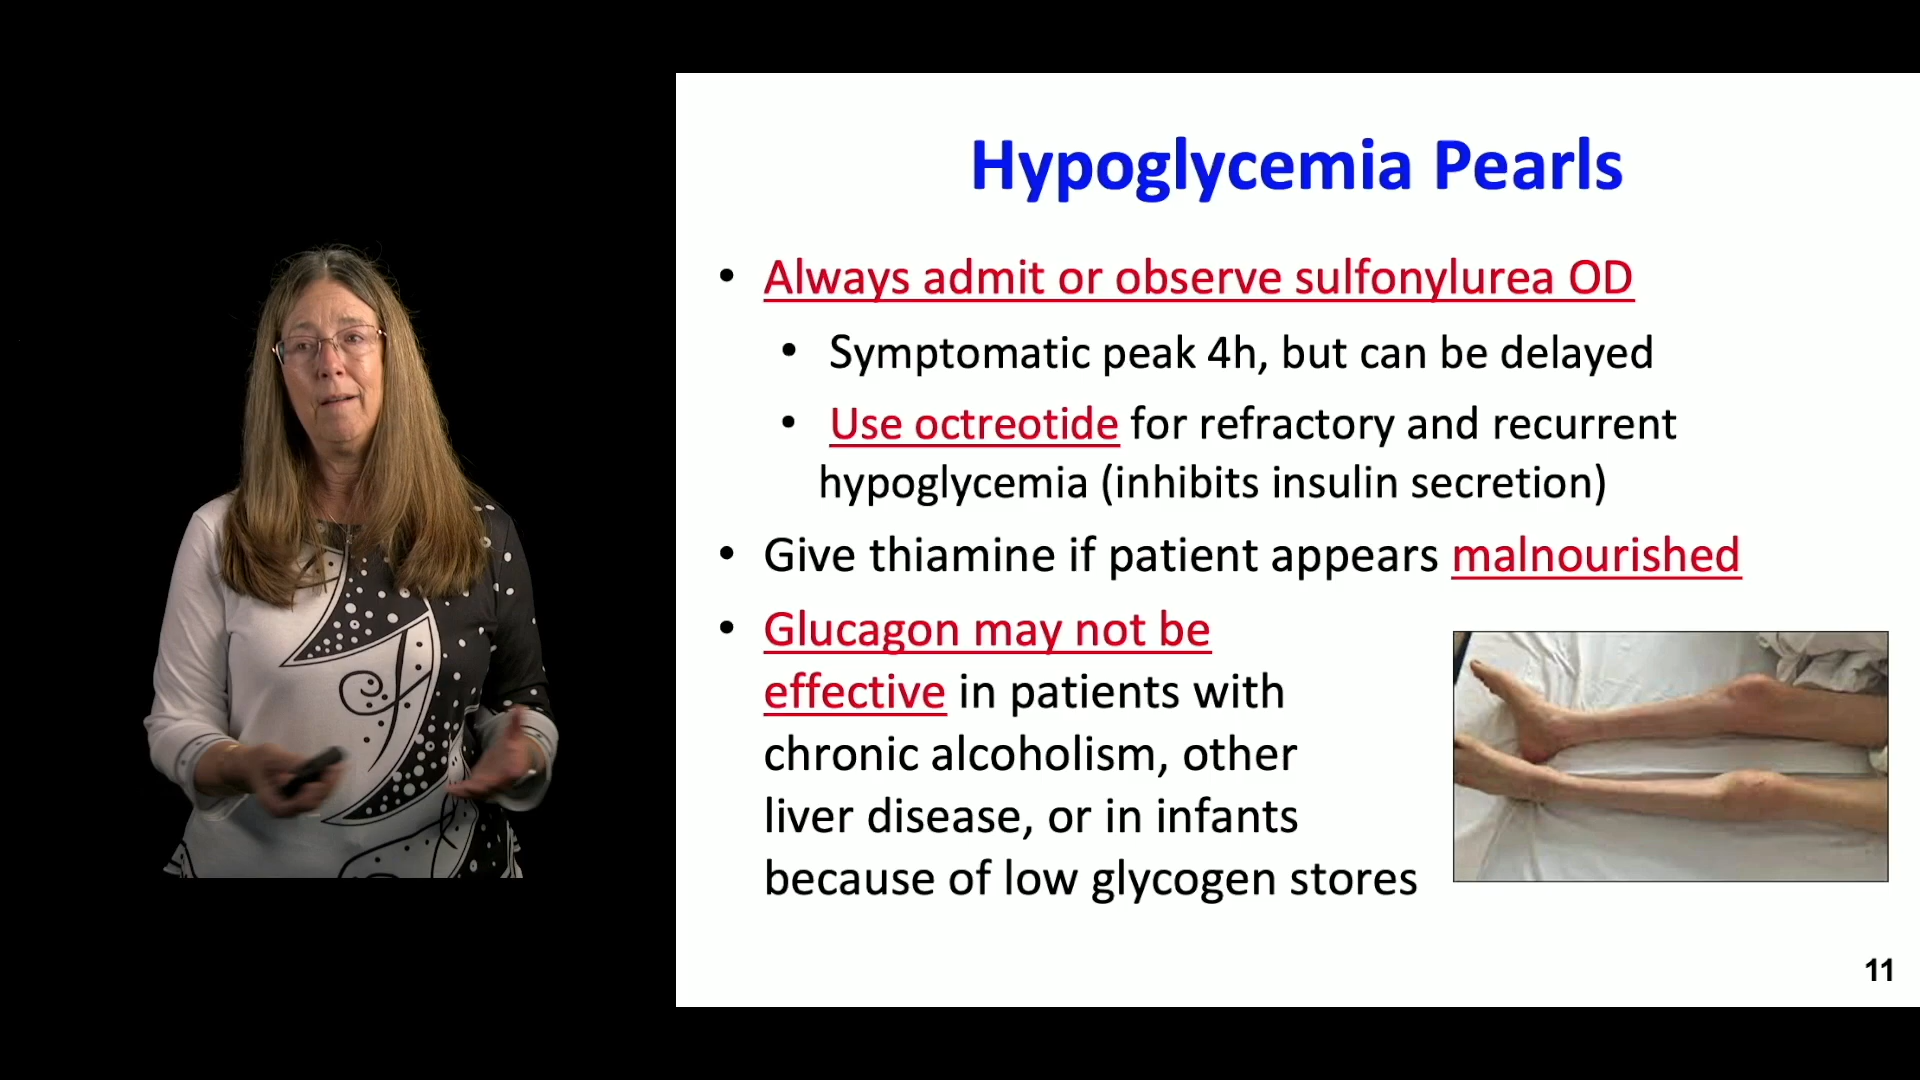 Hypoglycemia Pearls
• Always admit or observe sulfonylurea OD
• Symptomatic peak 4h, but can be delayed
• Use octreotide for refractory and recurrent
hypoglycemia (inhibits insulin secretion)
• Give thiamine if patient appears malnourished
• Glucagon may not be
effective in patients with
chronic alcoholism, other
liver disease, or in infants
because of low glycogen stores
11